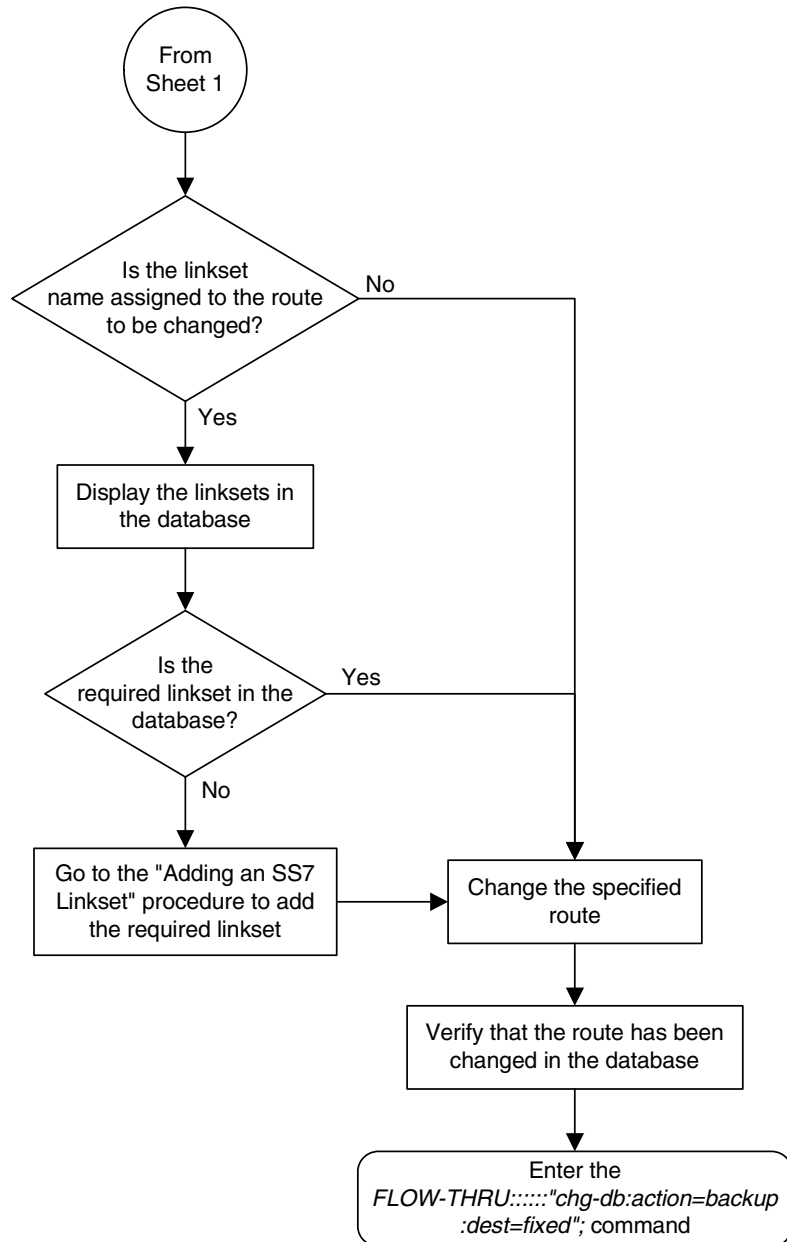 From
Sheet 1
Is the linkset
name assigned to the route
to be changed?
No
Yes
Display the linksets in
the database
Is the
required linkset in the
database?
Yes
No
Go to the "Adding an SS7
Linkset" procedure to add
the required linkset
Change the specified
route
Verify that the route has been
changed in the database
Enter the
FLOW-THRU::::::"chg-db:action=backup
:dest=fixed"; command